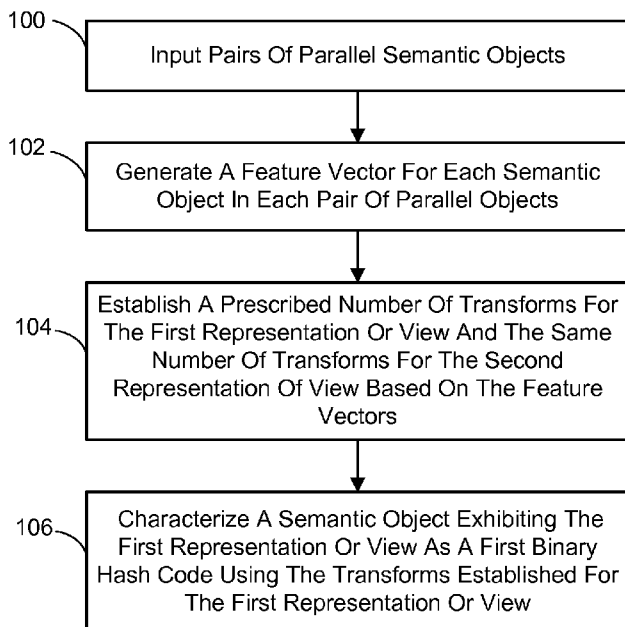 100
Input Pairs Of Parallel Semantic Objects
102
Generate A Feature Vector For Each Semantic
Object In Each Pair Of Parallel Objects
104
Establish A Prescribed Number Of Transforms For
The First Representation Or View And The Same
Number Of Transforms For The Second
Representation Of View Based On The Feature
Vectors
106
Characterize A Semantic Object Exhibiting The
First Representation Or View As A First Binary
Hash Code Using The Transforms Established For
The First Representation Or View